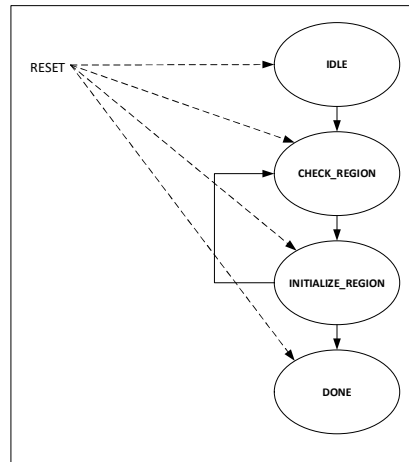 RESET
IDLE
CHECK_REGION
INITIALIZE_REGION
DONE